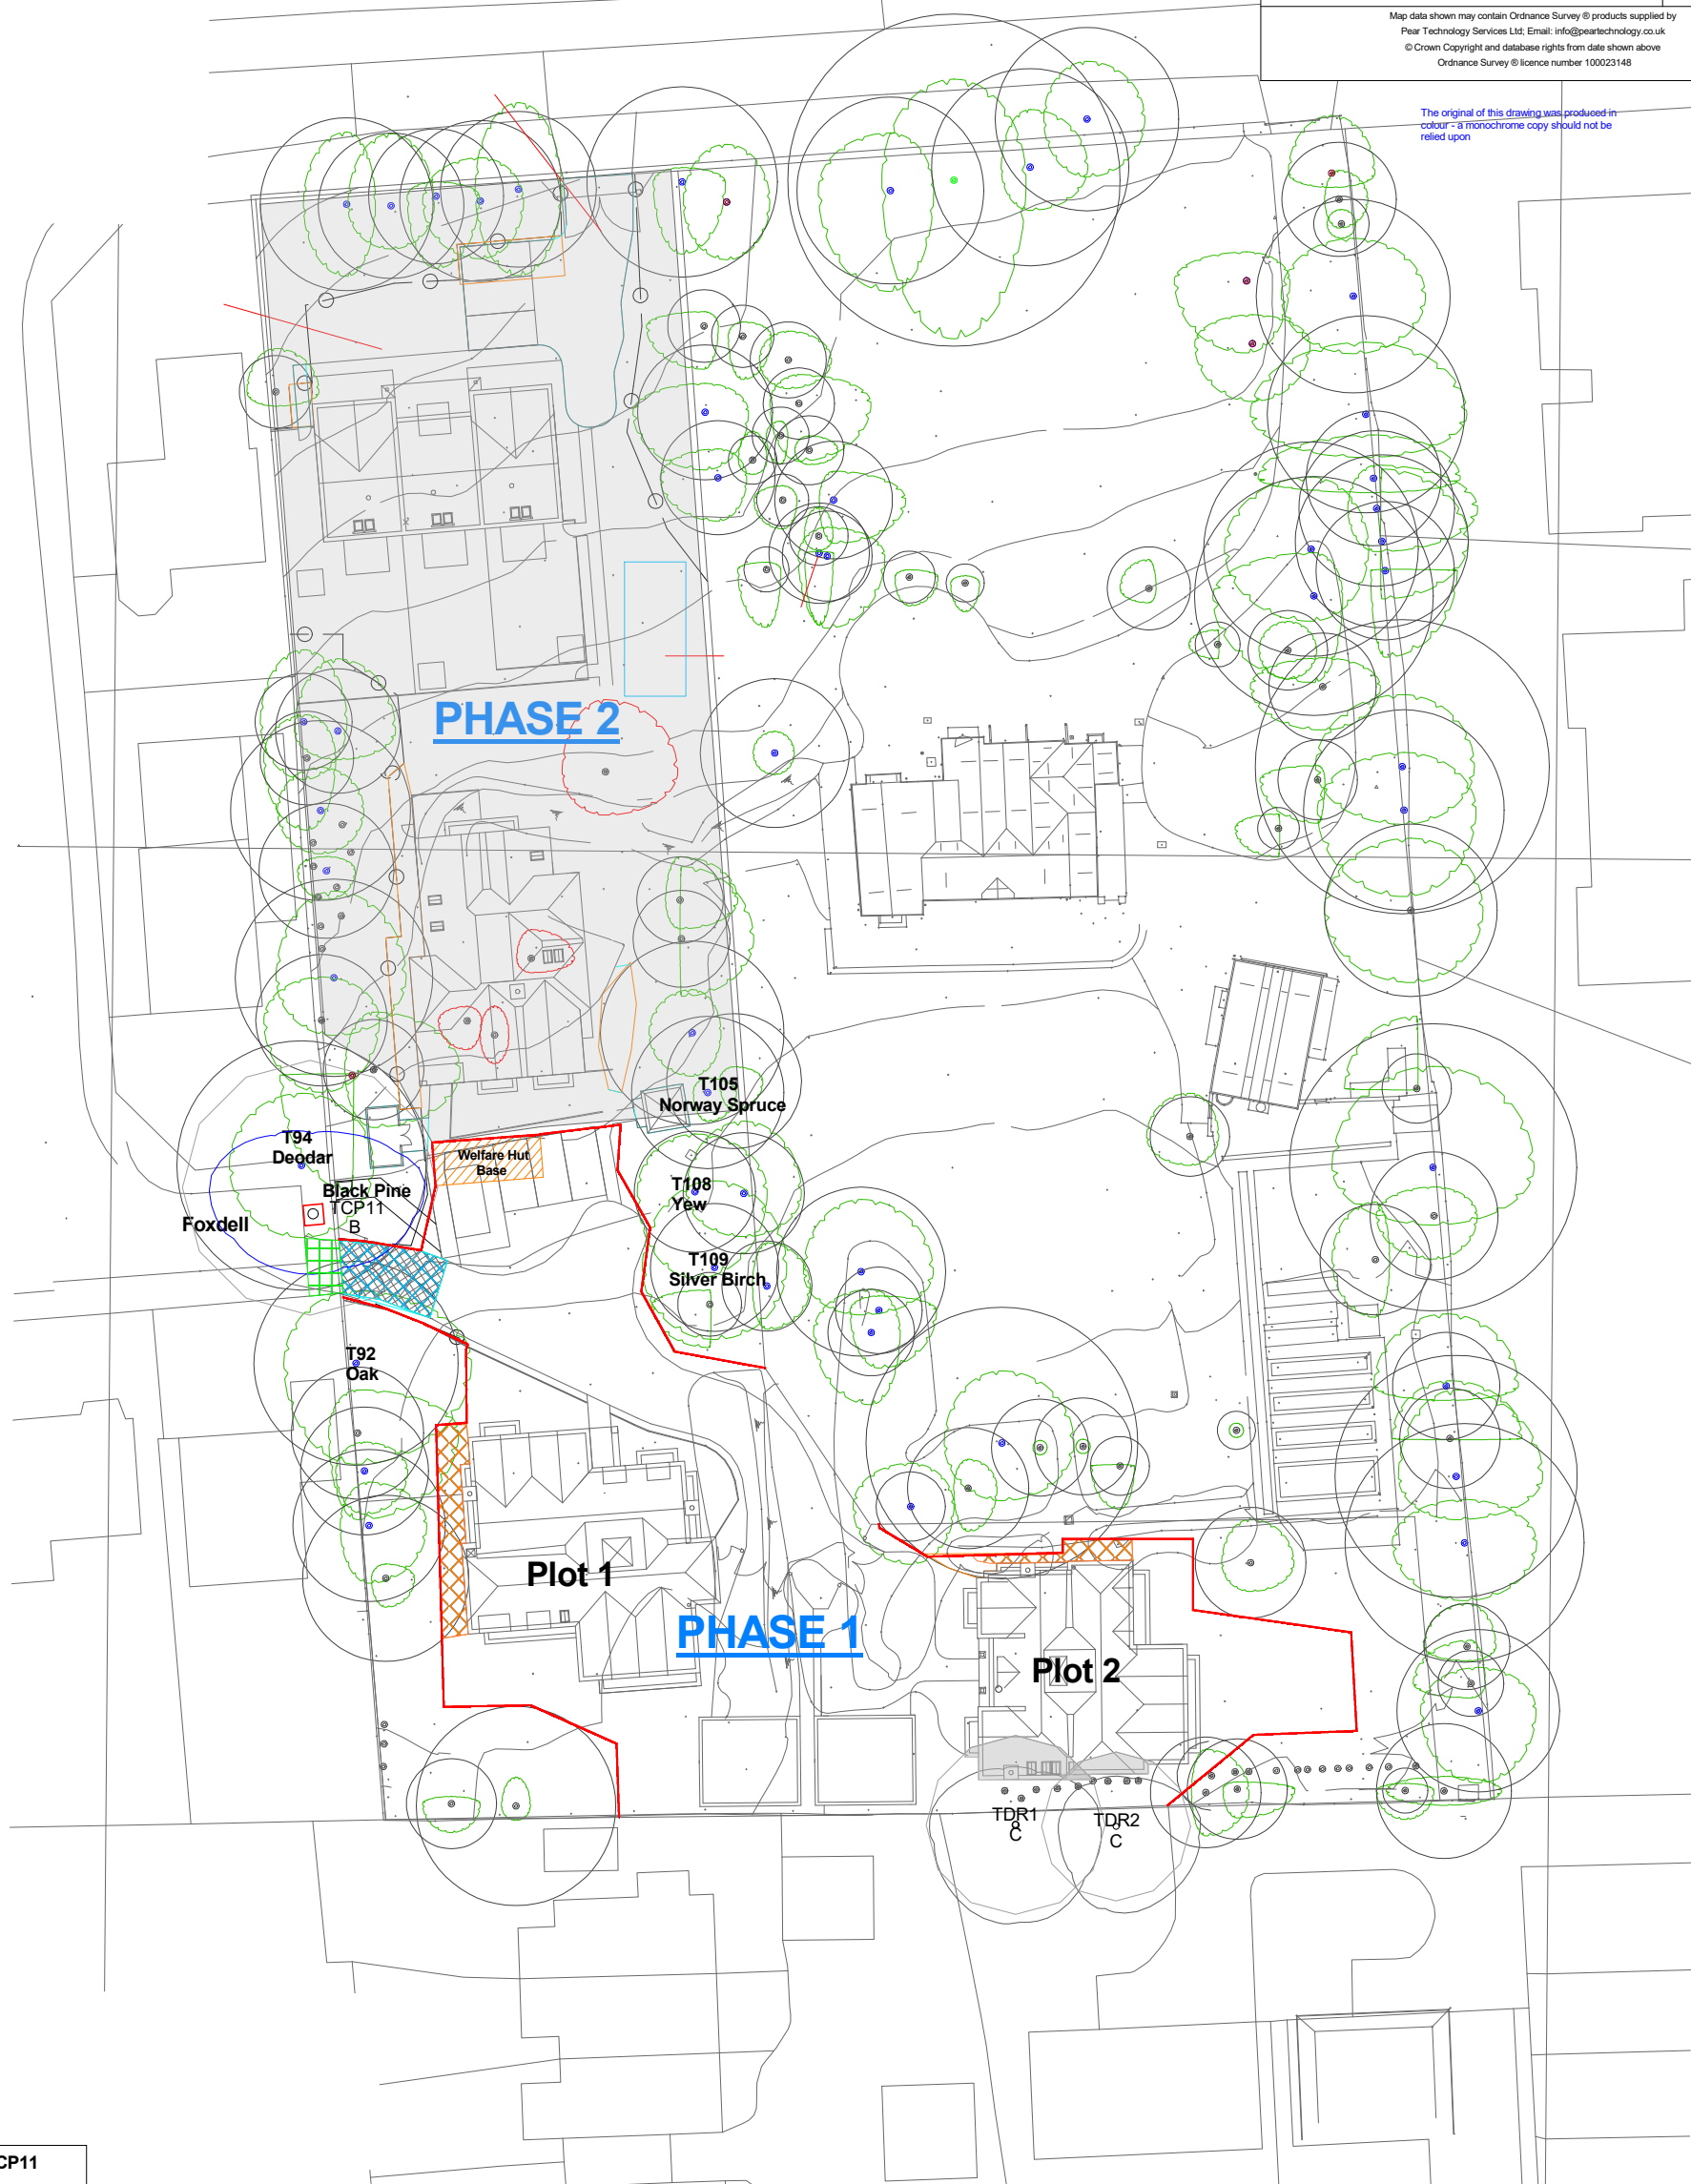 Map data shown may contain Ordnance Survey ® products supplied by
Pear Technology Services Ltd; Email: info@peartechnology.co.uk
© Crown Copyright and database rights from date shown above
Ordnance Survey ® licence number 100023148
The original of this drawing was produced in
colour - a monochrome copy should not be
relied upon
PHASE 2
T105
Norway Spruce
T94
Deodar
Welfare Hut
Base
Black Pine
TCP11
B
Foxdell
T108
Yew
T109
Silver Birch
T92
Oak
Plot 1
PHASE 1
Plot 2
TDR1
C
TDR2
C
CP11